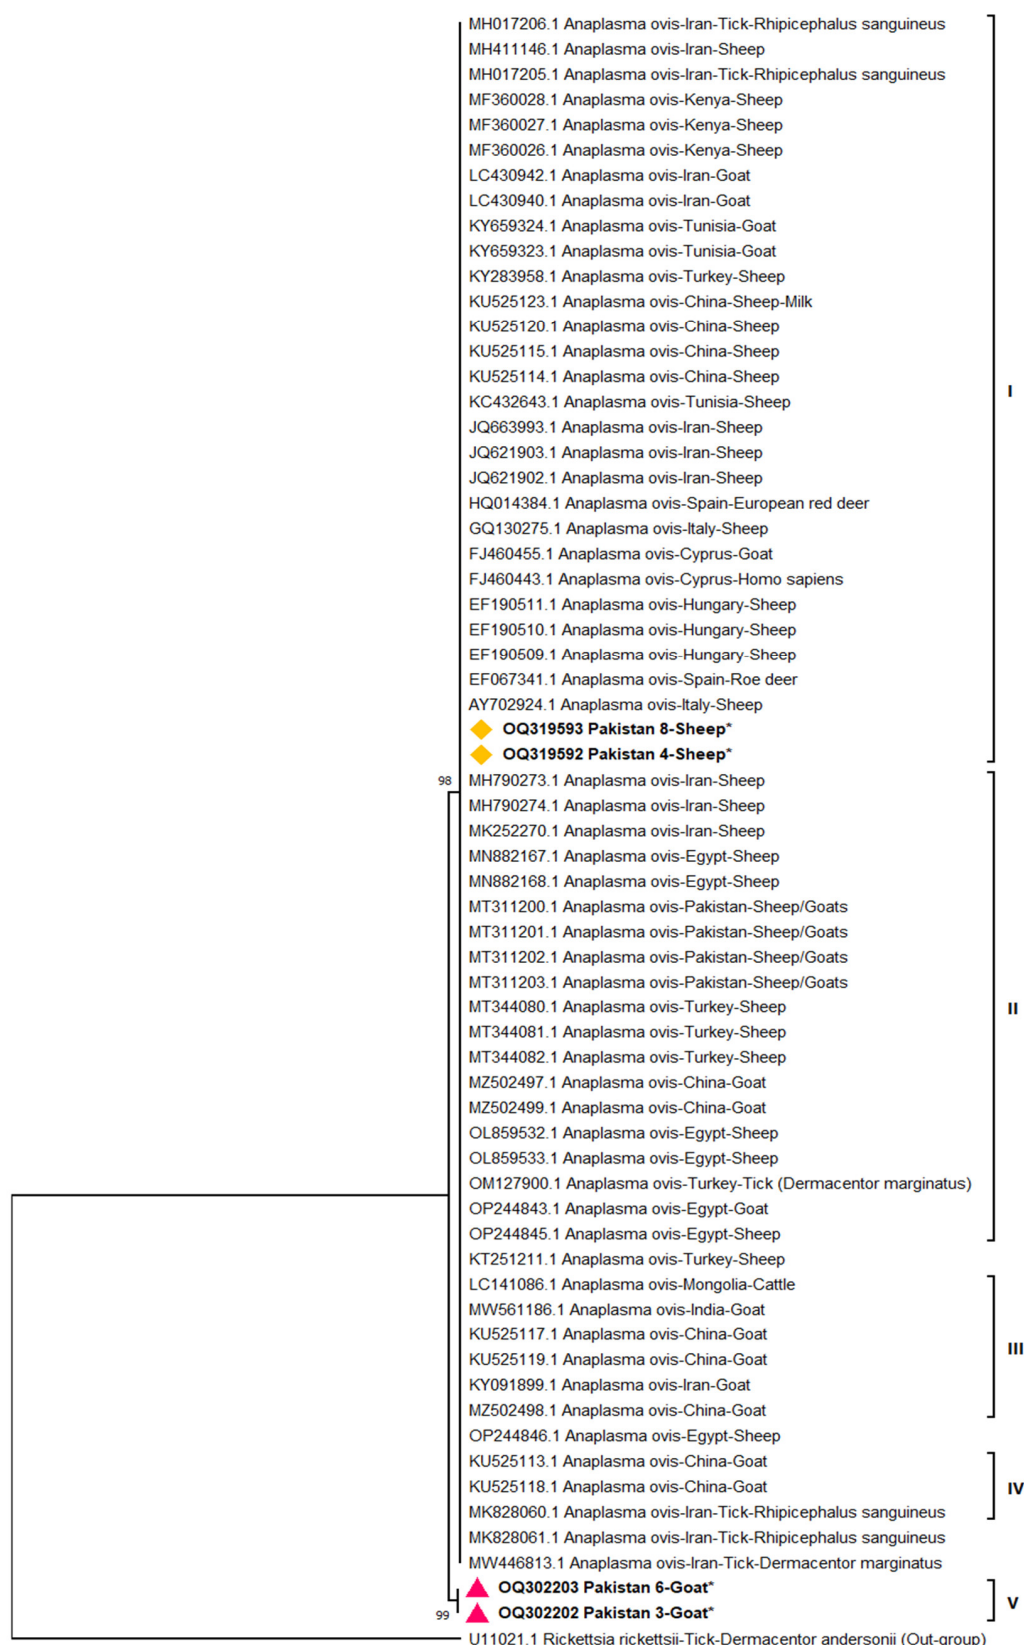 MH017206.1 Anaplasma ovis-Iran-Tick-Rhipicephalus sanguineus
MH411146.1 Anaplasma ovis-Iran-Sheep
MH017205.1 Anaplasma ovis-Iran-Tick-Rhipicephalus sanguineus
MF360028.1 Anaplasma ovis-Kenya-Sheep
MF360027.1 Anaplasma ovis-Kenya-Sheep
MF360026.1 Anaplasma ovis-Kenya-Sheep
LC430942.1 Anaplasma ovis-Iran-Goat
LC430940.1 Anaplasma ovis-Iran-Goat
KY659324.1 Anaplasma ovis-Tunisia-Goat
KY659323.1 Anaplasma ovis-Tunisia-Goat
KY283958.1 Anaplasma ovis-Turkey-Sheep
KU525123.1 Anaplasma ovis-China-Sheep-Milk
KU525120.1 Anaplasma ovis-China-Sheep
KU525115.1 Anaplasma ovis-China-Sheep
KU525114.1 Anaplasma ovis-China-Sheep
I
KC432643.1 Anaplasma ovis-Tunisia-Sheep
JQ663993.1 Anaplasma ovis-Iran-Sheep
JQ621903.1 Anaplasma ovis-Iran-Sheep
JQ621902.1 Anaplasma ovis-Iran-Sheep
HQ014384.1 Anaplasma ovis-Spain-European red deer
GQ130275.1 Anaplasma ovis-Italy-Sheep
FJ460455.1 Anaplasma ovis-Cyprus-Goat
FJ460443.1 Anaplasma ovis-Cyprus-Homo sapiens
EF190511.1 Anaplasma ovis-Hungary-Sheep
EF190510.1 Anaplasma ovis-Hungary-Sheep
EF190509.1 Anaplasma ovis-Hungary-Sheep
EF067341.1 Anaplasma ovis-Spain-Roe deer
AY702924.1 Anaplasma ovis-Italy-Sheep
OQ319593 Pakistan 8-Sheep*
OQ319592 Pakistan 4-Sheep*
98
MH790273.1 Anaplasma ovis-Iran-Sheep
MH790274.1 Anaplasma ovis-Iran-Sheep
MK252270.1 Anaplasma ovis-Iran-Sheep
MN882167.1 Anaplasma ovis-Egypt-Sheep
MN882168.1 Anaplasma ovis-Egypt-Sheep
MT311200.1 Anaplasma ovis-Pakistan-Sheep/Goats
MT311201.1 Anaplasma ovis-Pakistan-Sheep/Goats
MT311202.1 Anaplasma ovis-Pakistan-Sheep/Goats
MT311203.1 Anaplasma ovis-Pakistan-Sheep/Goats
MT344080.1 Anaplasma ovis-Turkey-Sheep
II
MT344081.1 Anaplasma ovis-Turkey-Sheep
MT344082.1 Anaplasma ovis-Turkey-Sheep
MZ502497.1 Anaplasma ovis-China-Goat
MZ502499.1 Anaplasma ovis-China-Goat
OL859532.1 Anaplasma ovis-Egypt-Sheep
OL859533.1 Anaplasma ovis-Egypt-Sheep
OM127900.1 Anaplasma ovis-Turkey-Tick (Dermacentor marginatus)
OP244843.1 Anaplasma ovis-Egypt-Goat
OP244845.1 Anaplasma ovis-Egypt-Sheep
KT251211.1 Anaplasma ovis-Turkey-Sheep
LC141086.1 Anaplasma ovis-Mongolia-Cattle
MW561186.1 Anaplasma ovis-India-Goat
KU525117.1 Anaplasma ovis-China-Goat
III
KU525119.1 Anaplasma ovis-China-Goat
KY091899.1 Anaplasma ovis-Iran-Goat
MZ502498.1 Anaplasma ovis-China-Goat
OP244846.1 Anaplasma ovis-Egypt-Sheep
KU525113.1 Anaplasma ovis-China-Goat
KU525118.1 Anaplasma ovis-China-Goat
IV
MK828060.1 Anaplasma ovis-Iran-Tick-Rhipicephalus sanguineus
MK828061.1 Anaplasma ovis-Iran-Tick-Rhipicephalus sanguineus
MW446813.1 Anaplasma ovis-Iran-Tick-Dermacentor marginatus
OQ302203 Pakistan 6-Goat*
V
99
OQ302202 Pakistan 3-Goat*
U11021.1 Rickettsia rickettsii-Tick-Dermacentor andersonii (Out-group)